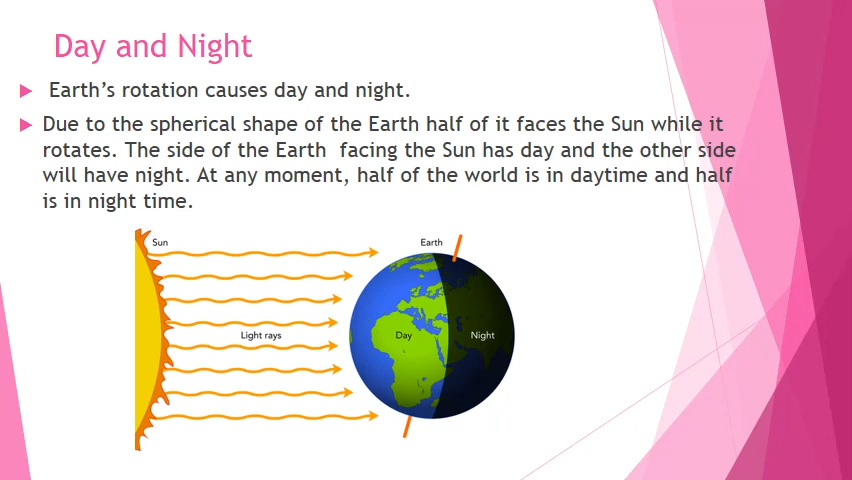 Day and Night
Earth's rotation causes day and night.
Due to the spherical shape of the Earth half of it faces the Sun while it
rotates. The side of the Earth facing the Sun has day and the other side
will have night. At any moment, half of the world is in daytime and half
is in night time.
Sun
Earth
Light rays
Day
Night